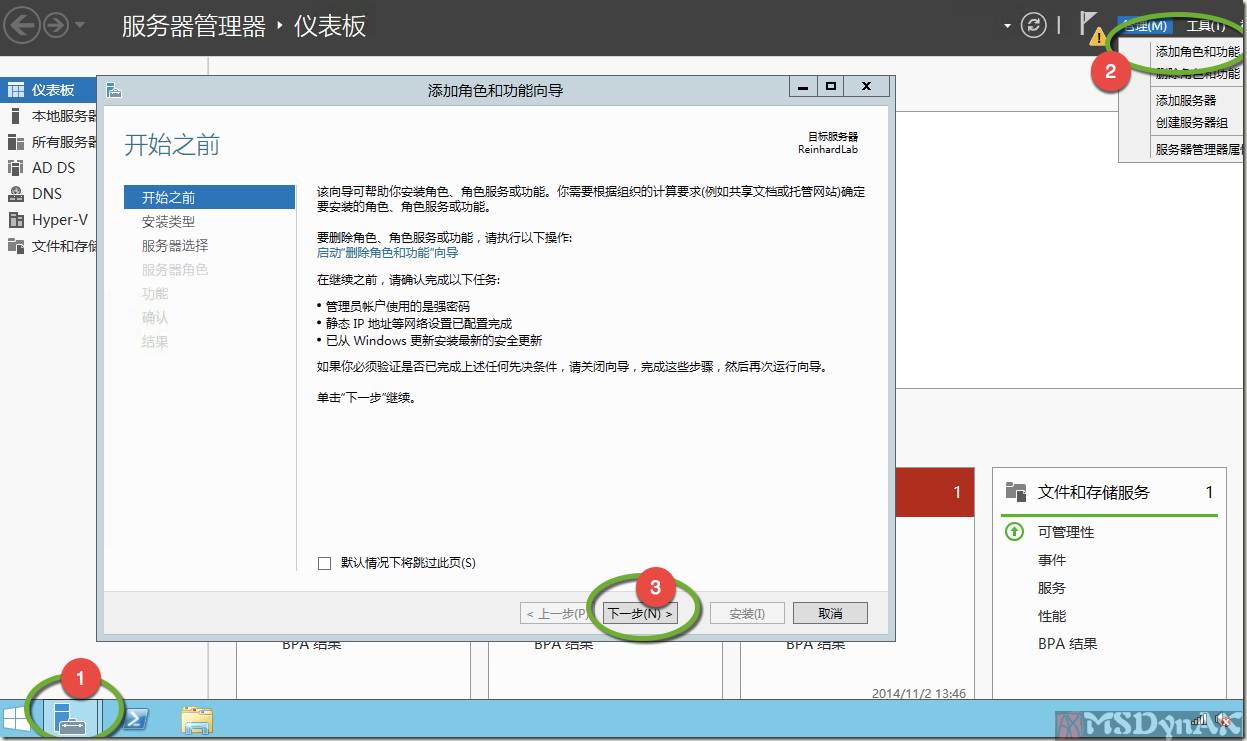 服务器管理器 · 仪表板
管理(M) 工具(T)
2
添加角色和功能
删除角色和功能
添加服务器
创建服务器组
服务器管理器属
仪表板
本地服务器
所有服务器
AD DS
DNS
Hyper-V
文件和存储
添加角色和功能向导
开始之前
目标服务器
ReinhardLab
开始之前
安装类型
服务器选择
服务器角色
功能
确认
结果
该向导可帮助你安装角色、角色服务或功能。你需要根据组织的计算要求(例如共享文档或托管网站)确定
要安装的角色、角色服务或功能。
要删除角色、角色服务或功能，请执行以下操作:
启动"删除角色和功能"向导
在继续之前，请确认完成以下任务:
• 管理员帐户使用的是强密码
• 静态 IP 地址等网络设置已配置完成
• 已从 Windows 更新安装最新的安全更新
如果你必须验证是否已完成上述任何先决条件，请关闭向导，完成这些步骤，然后再次运行向导。
单击"下一步"继续。
默认情况下将跳过此页(S)
3
< 上一步(P) 下一步(N) > 安装(I) 取消
1
文件和存储服务 1
可管理性
事件
服务
性能
BPA 结果
BPA 结果 BPA 结果 BPA 结果
2014/11/2 13:46
1
MSDynAX